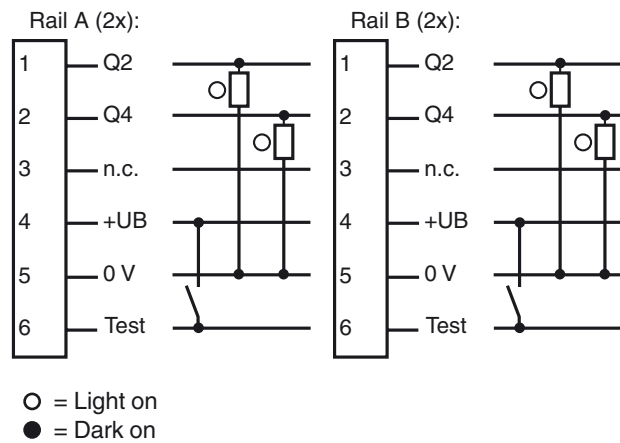 Rail A (2x):
1 Q2
2 Q4
3 n.c.
4 +UB
5 0 V
6 Test
Rail B (2x):
1 Q2
2 Q4
3 n.c.
4 +UB
5 0 V
6 Test
= Light on
= Dark on